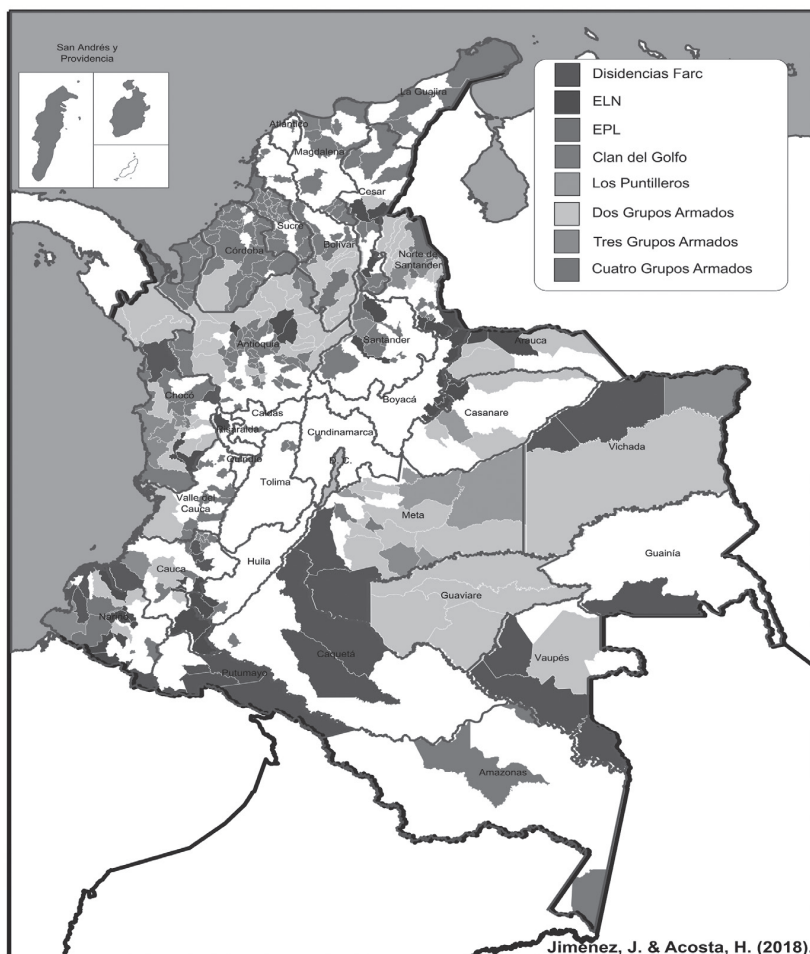 San Andrés y
Providencia
Disidencias Farc
ELN
EPL
Clan del Golfo
Los Puntilleros
Dos Grupos Armados
Tres Grupos Armados
Cuatro Grupos Armados
La Guajira
Atlántico
Magdalena
Cesar
Sucre
Córdoba
Bolívar
Norte de
Santander
Antioquia
Santander
Arauca
Chocó
Boyacá
Caldas
Casanare
Risaralda
Cundinamarca
Vichada
Quindío
D. C.
Tolima
Valle del
Cauca
Meta
Guainía
Huila
Cauca
Guaviare
Nariño
Caquetá
Vaupés
Putumayo
Amazonas
Jiménez, J. & Acosta, H. (2018).